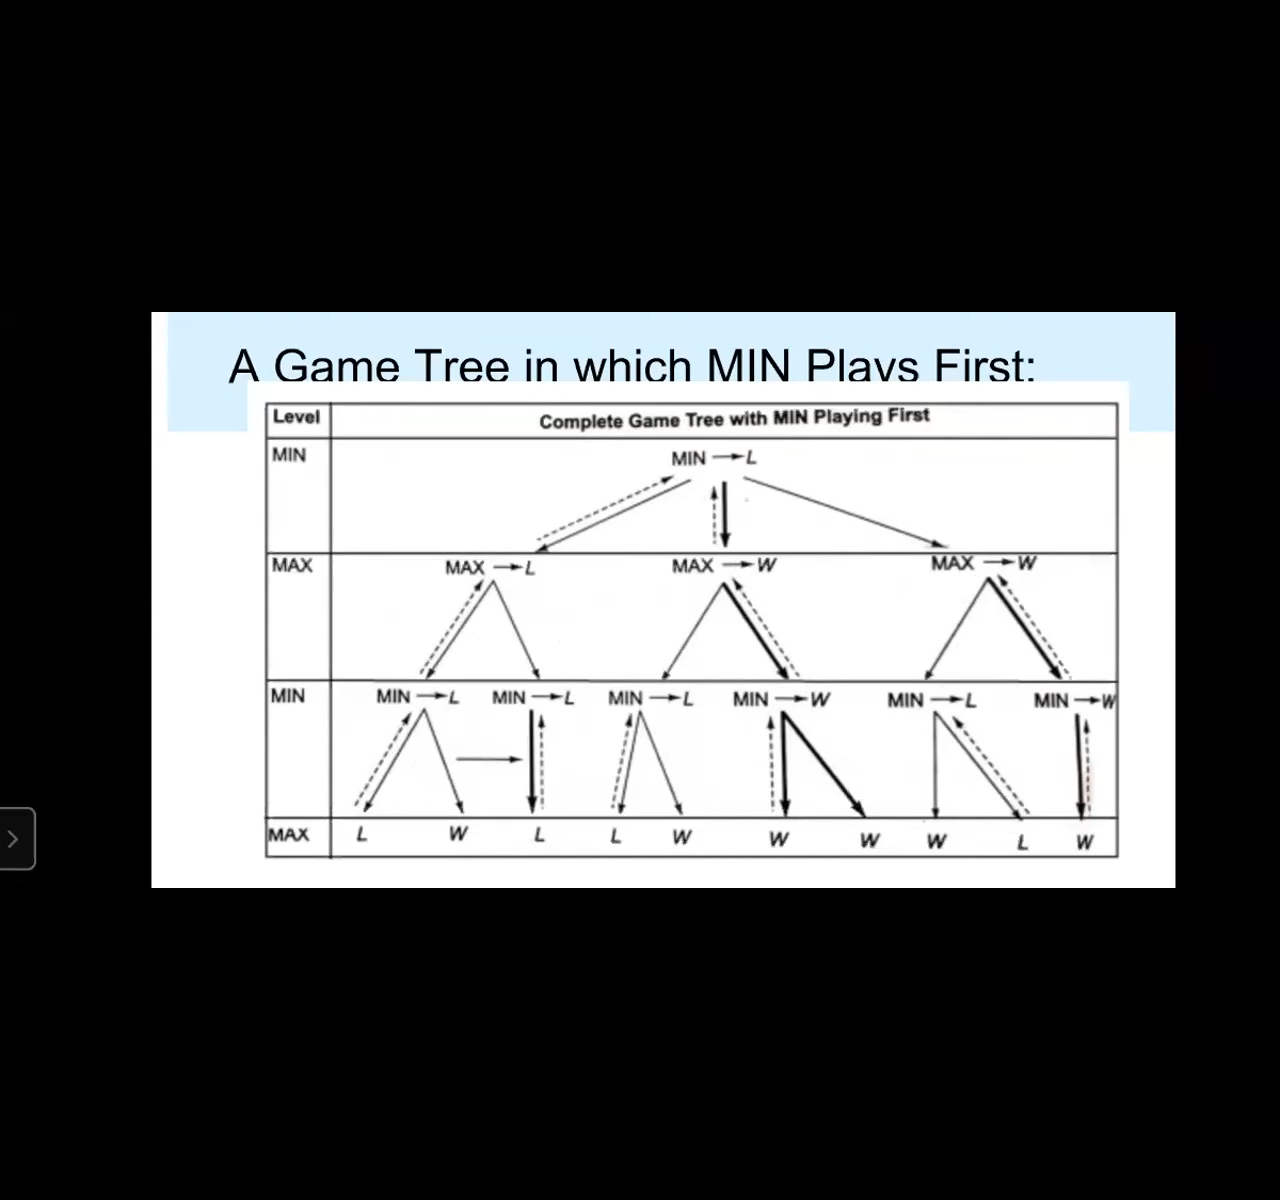 A Game Tree in which MIN Plays First:
Level Complete Game Tree with MIN Playing First
MIN MIN → L
MAX MAX → L MAX → W MAX → W
MIN MIN → L MIN → L MIN → L MIN → W MIN → L MIN → W
MAX L W L L W W W W L W